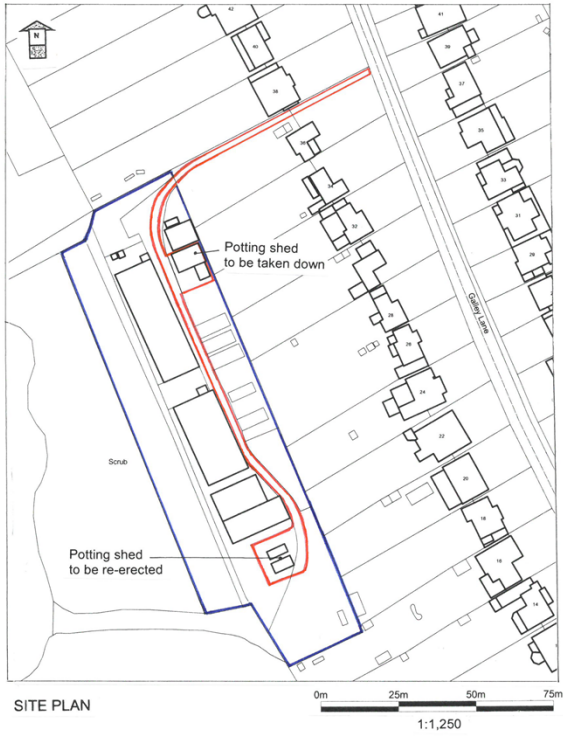 N
42
40
38
36
34
32
28
26
24
22
20
18
16
14
41
39
37
35
33
31
Galley Lane
Potting shed
to be taken down
Scrub
Potting shed
to be re-erected
SITE PLAN
0m 25m 50m 75m
1:1,250